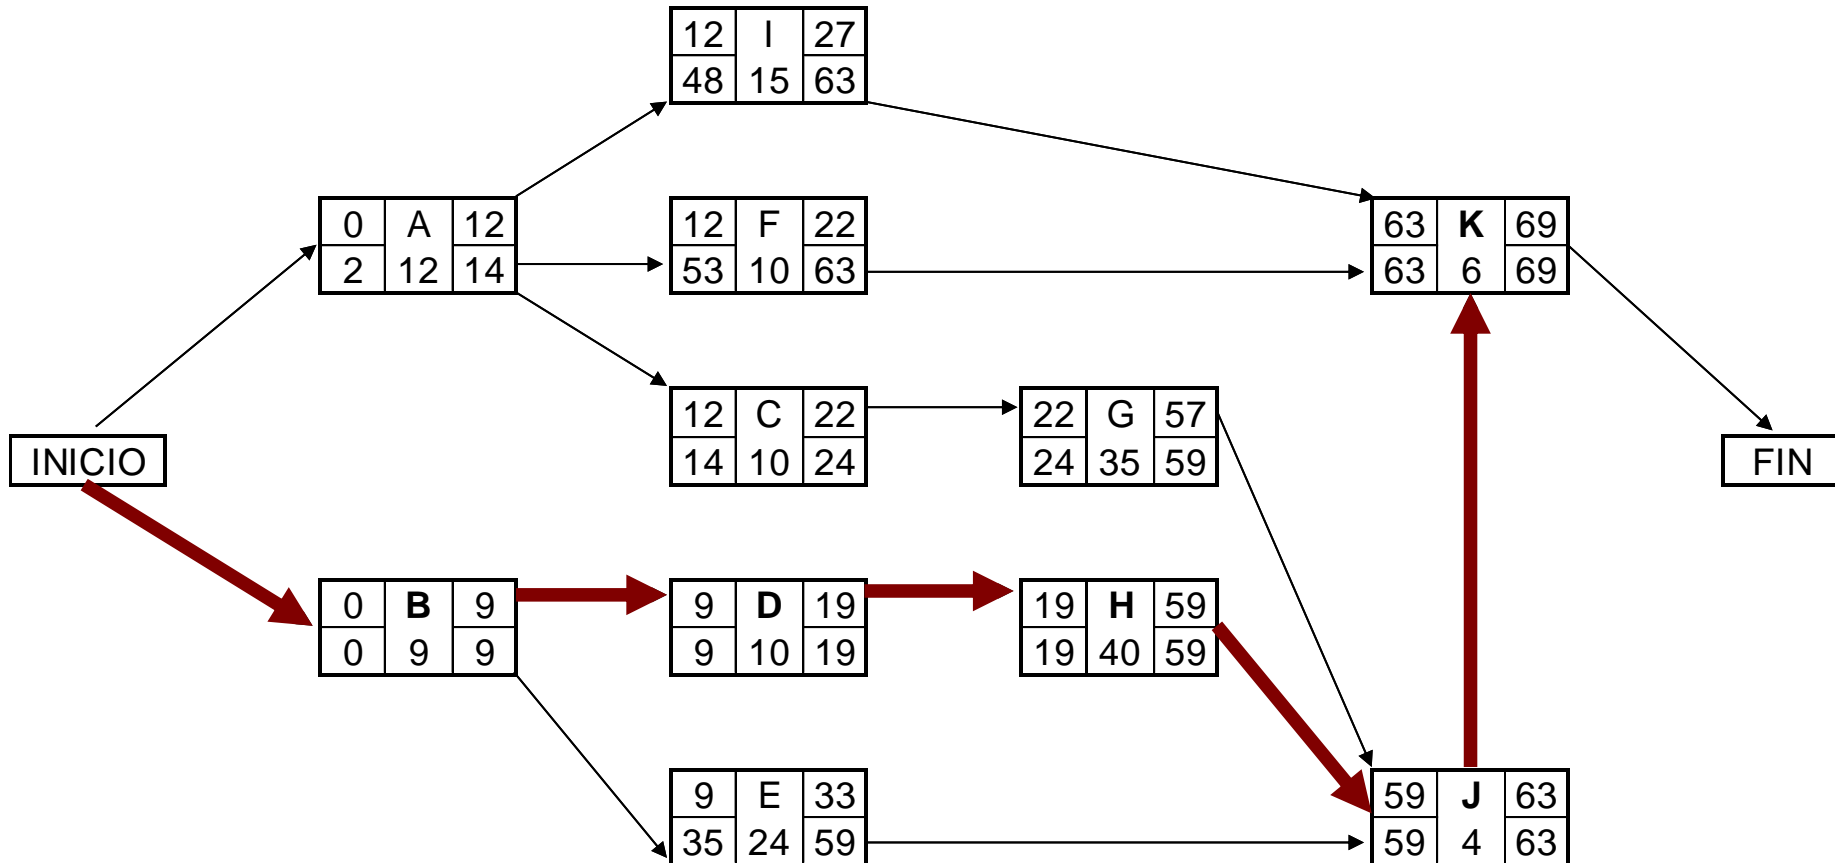 12 I 27
48 15 63
0 A 12
2 12 14
12 F 22
53 10 63
63 K 69
63 6 69
12 C 22
14 10 24
22 G 57
24 35 59
INICIO
FIN
0 B 9
0 9 9
9 D 19
9 10 19
19 H 59
19 40 59
9 E 33
35 24 59
59 J 63
59 4 63